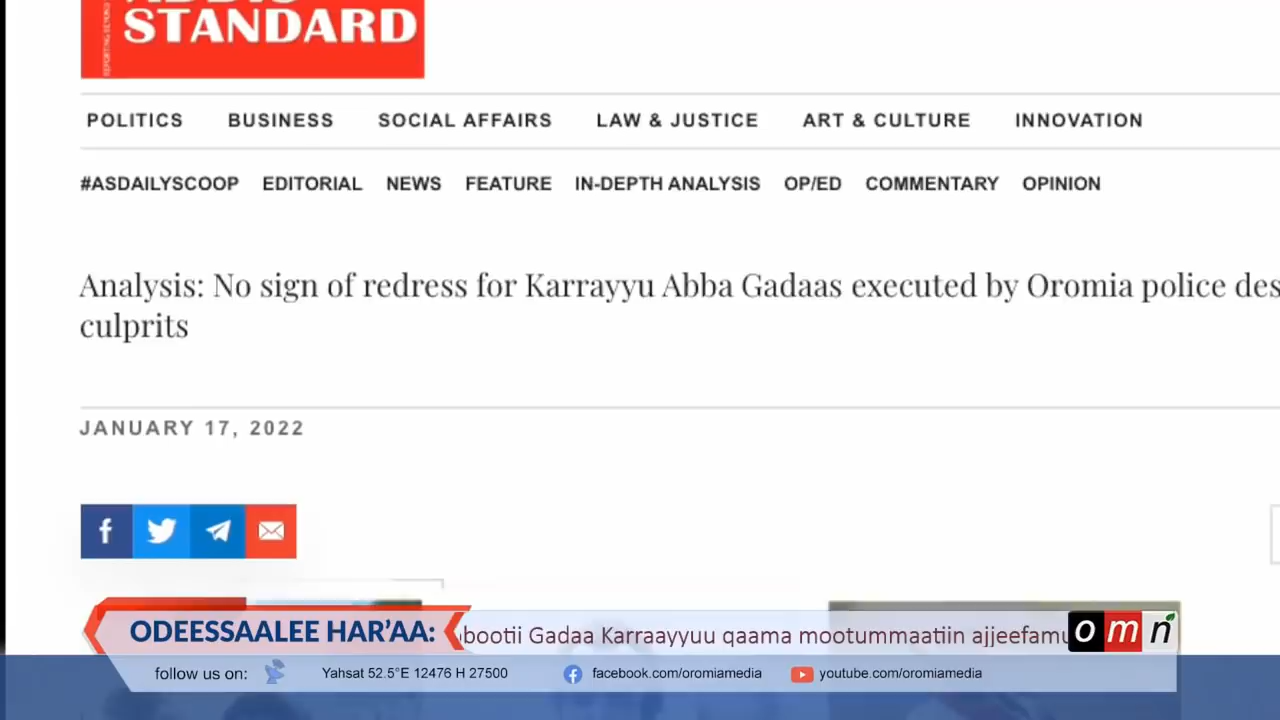 STANDARD
POLITICS BUSINESS SOCIAL AFFAIRS LAW & JUSTICE ART & CULTURE INNOVATION
#ASDAILYSCOOP EDITORIAL NEWS FEATURE IN-DEPTH ANALYSIS OP/ED COMMENTARY OPINION
Analysis: No sign of redress for Karrayyu Abba Gadaas executed by Oromia police des
culprits
JANUARY 17, 2022
ODEESSAALEE HAR'AA: bootii Gadaa Karraayyuu qaama mootummaatiin ajjeefamu
omn
follow us on: Yahsat 52.5°E 12476 H 27500 facebook.com/oromiamedia youtube.com/oromiamedia